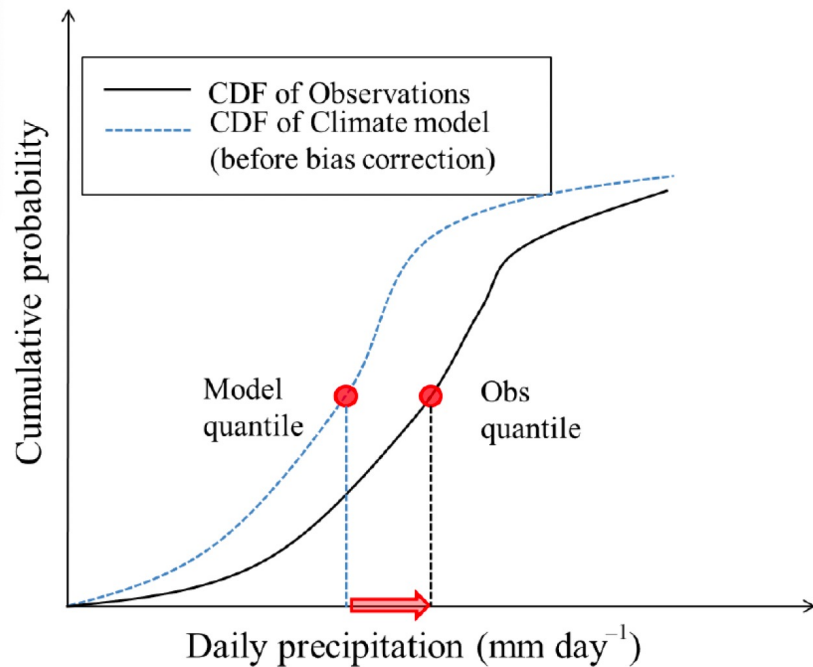 CDF of Observations
CDF of Climate model
(before bias correction)
Cumulative probability
Model
quantile
Obs
quantile
Daily precipitation (mm day⁻¹)